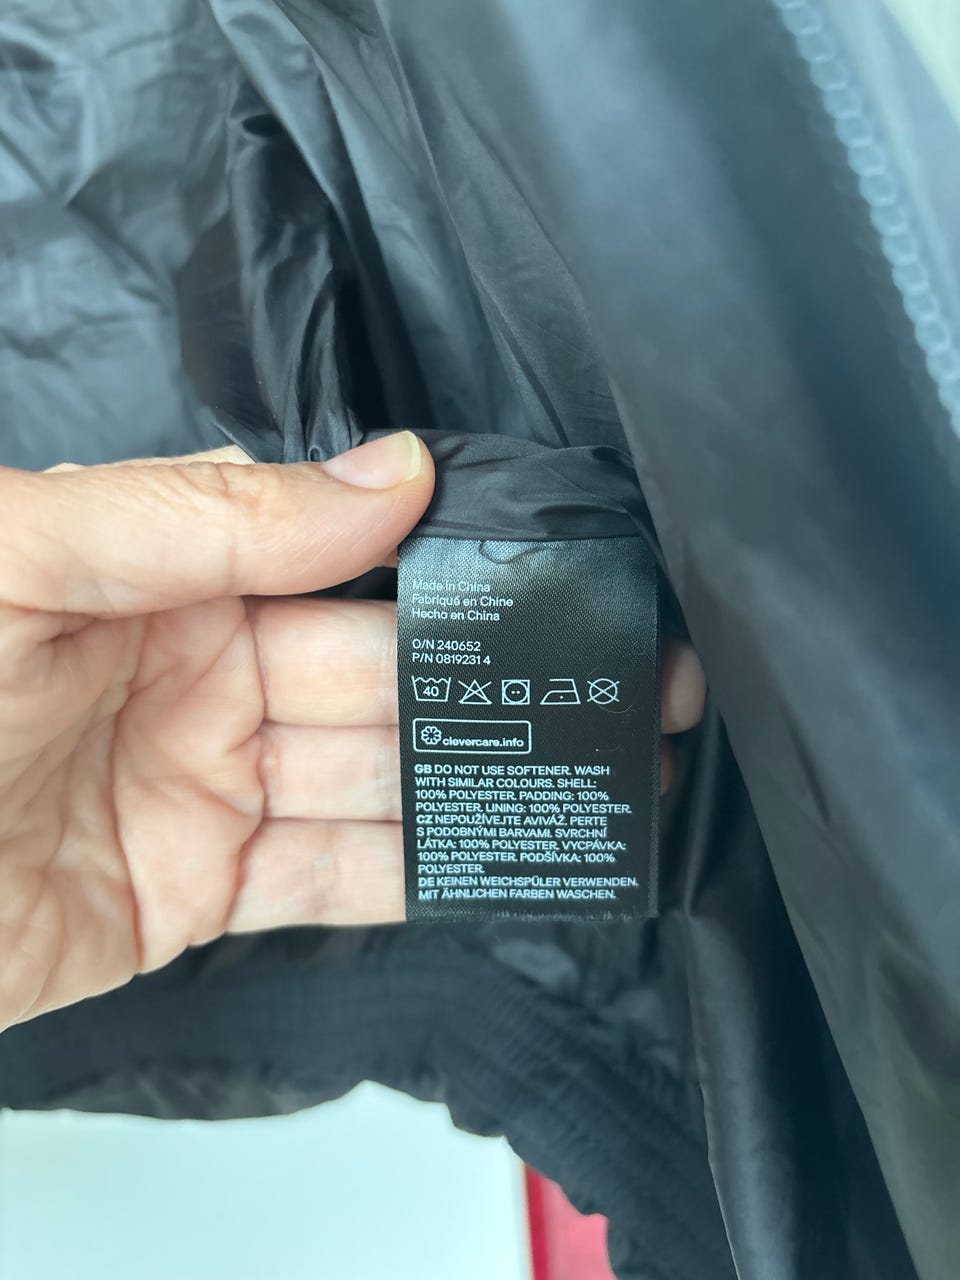 Made in China
Fabriqué en Chine
Hecho en China
O/N 240652
P/N 0819231 4
40
clevercare.info
GB DO NOT USE SOFTENER. WASH
WITH SIMILAR COLOURS. SHELL:
100% POLYESTER. PADDING: 100%
POLYESTER. LINING: 100% POLYESTER.
CZ NEPOUŽÍVEJTE AVIVÁŽ. PERTE
S PODOBNÝMI BARVAMI. SVRCHNÍ
LÁTKA: 100% POLYESTER. VYCPÁVKA:
100% POLYESTER. PODŠÍVKA: 100%
POLYESTER.
DE KEINEN WEICHSPÜLER VERWENDEN.
MIT ÄHNLICHEN FARBEN WASCHEN.